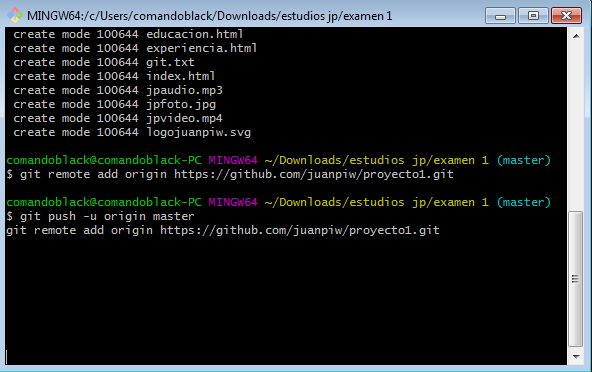 MINGW64:/c/Users/comandoblack/Downloads/estudios jp/examen 1
create mode 100644 educacion.html
create mode 100644 experiencia.html
create mode 100644 git.txt
create mode 100644 index.html
create mode 100644 jpaudio.mp3
create mode 100644 jpfoto.jpg
create mode 100644 jpvideo.mp4
create mode 100644 logojuanpiw.svg
comandoblack@comandoblack-PC MINGW64 ~/Downloads/estudios jp/examen 1 (master)
$ git remote add origin https://github.com/juanpiw/proyecto1.git
comandoblack@comandoblack-PC MINGW64 ~/Downloads/estudios jp/examen 1 (master)
$ git push -u origin master
git remote add origin https://github.com/juanpiw/proyecto1.git